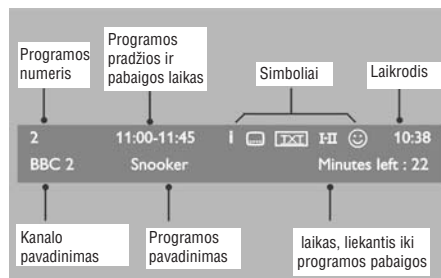 Programos
numeris
Programos
pradžios ir
pabaigos laikas
Simboliai
Laikrodis
2 11:00-11:45 i TXT I-II 10:38
BBC 2 Snooker Minutes left : 22
Kanalo
pavadinimas
Programos
pavadinimas
laikas, liekantis iki
programos pabaigos